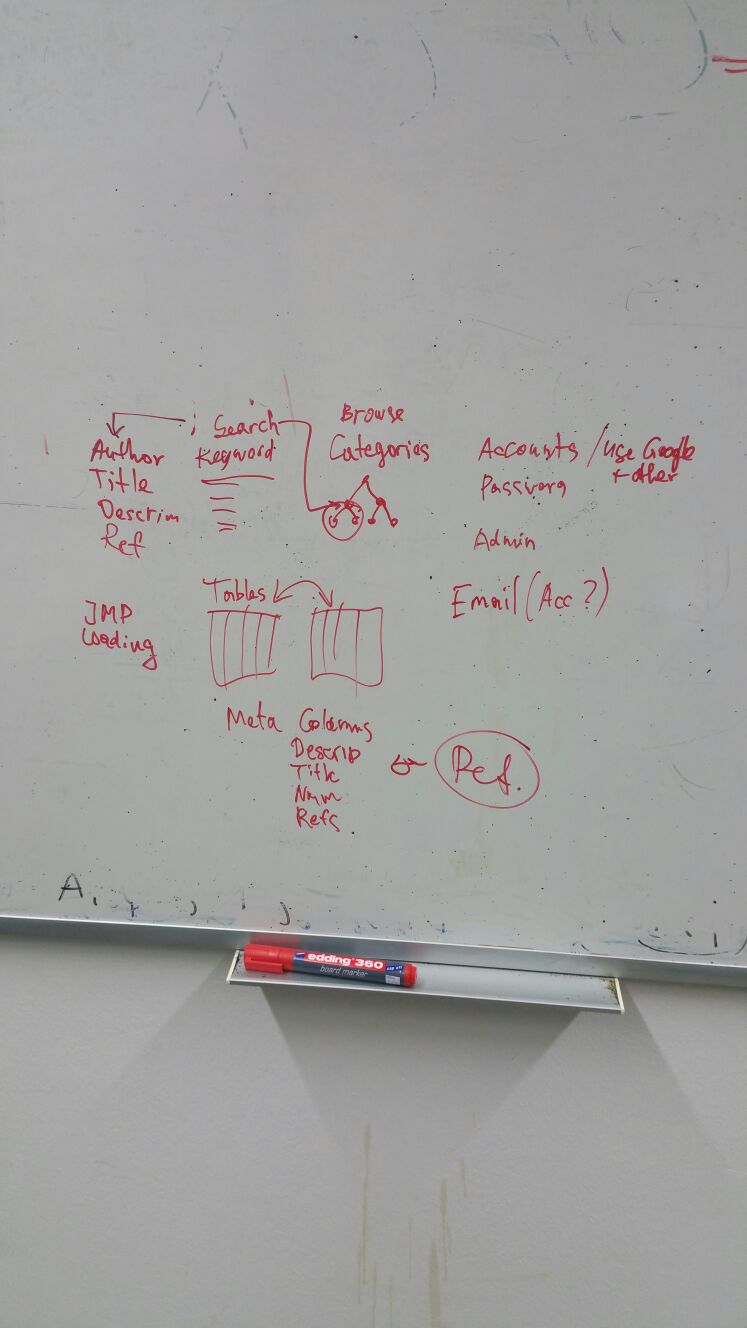 Search
Keyword
Author
Title
Descrim
Ref
Browse
Categories
Accounts / Use Google
+ other
Password
Admin
Email (Acc ?)
JMP
Loading
Tables
Meta Columns
Descrip
Title
Num
Refs
Ref.
A
edding 360
board marker